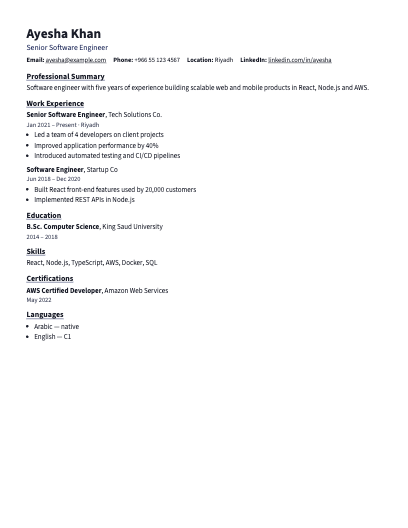 Ayesha Khan
Senior Software Engineer
Email: ayesha@example.com Phone: +966 55 123 4567 Location: Riyadh LinkedIn: linkedin.com/in/ayesha
Professional Summary
Software engineer with five years of experience building scalable web and mobile products in React, Node.js and AWS.
Work Experience
Senior Software Engineer, Tech Solutions Co.
Jan 2021 – Present · Riyadh
• Led a team of 4 developers on client projects
• Improved application performance by 40%
• Introduced automated testing and CI/CD pipelines
Software Engineer, Startup Co
Jun 2018 – Dec 2020
• Built React front-end features used by 20,000 customers
• Implemented REST APIs in Node.js
Education
B.Sc. Computer Science, King Saud University
2014 – 2018
Skills
React, Node.js, TypeScript, AWS, Docker, SQL
Certifications
AWS Certified Developer, Amazon Web Services
May 2022
Languages
• Arabic — native
• English — C1